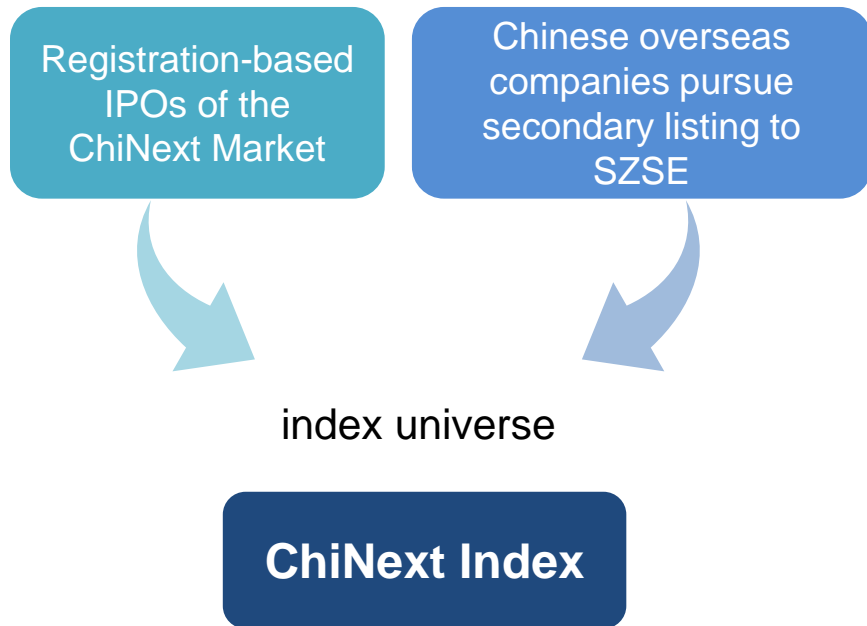 Registration-based
IPOs of the
ChiNext Market
Chinese overseas
companies pursue
secondary listing to
SZSE
index universe
ChiNext Index